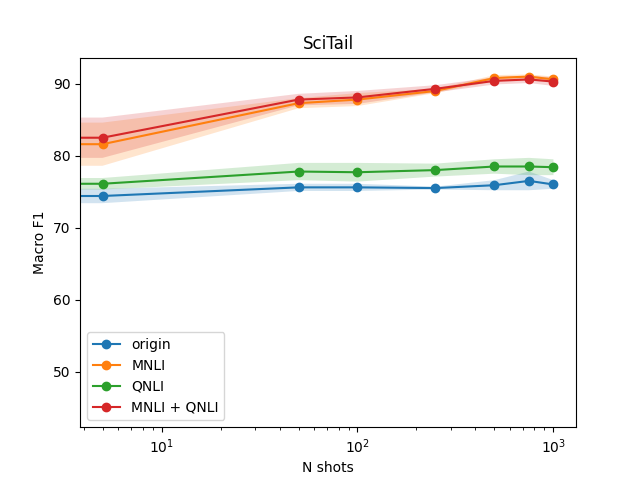 SciTail
90
80
70
60
50
Macro F1
origin
MNLI
QNLI
MNLI + QNLI
10¹
10²
10³
N shots